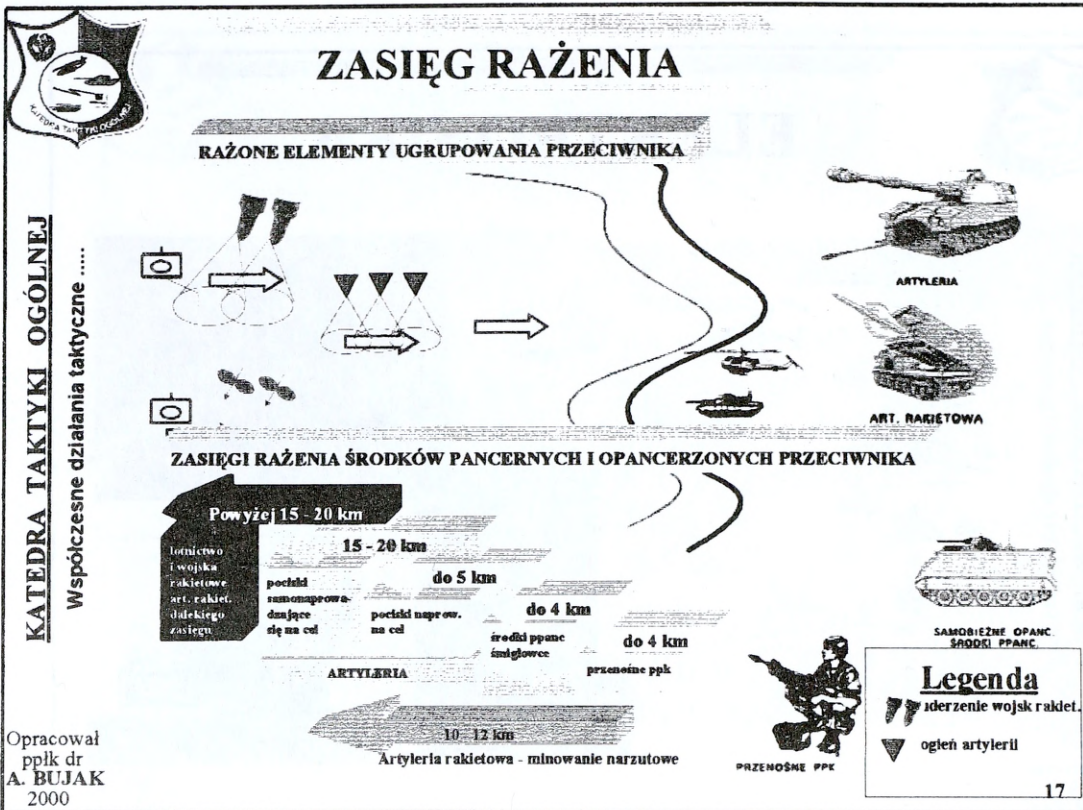 ZASIĘG RAŻENIA
KATEDRA TAKTYKI OGÓLNEJ
RAŻONE ELEMENTY UGRUPOWANIA PRZECIWNIKA
ARTYLERIA
ART. RAKIETOWA
KATEDRA TAKTYKI OGÓLNEJ
Współczesne działania taktyczne .....
ZASIĘGI RAŻENIA ŚRODKÓW PANCERNYCH I OPANCERZONYCH PRZECIWNIKA
Powyżej 15 - 20 km
lotnictwo
i wojska
rakietowe
art. rakiet.
dalekiego
zasięgu
15 - 20 km
pociski
samonaprowa-
dzające
się na cel
do 5 km
pociski naprow.
na cel
do 4 km
środki ppanc
śmigłowce
do 4 km
przenośne ppk
ARTYLERIA
10 - 12 km
Artyleria rakietowa - minowanie narzutowe
SAMOBIEŻNE OPANC.
ŚRODKI PPANC.
PRZENOŚNE PPK
Legenda
uderzenie wojsk rakiet.
ogień artylerii
Opracował
ppłk dr
A. BUJAK
2000
17